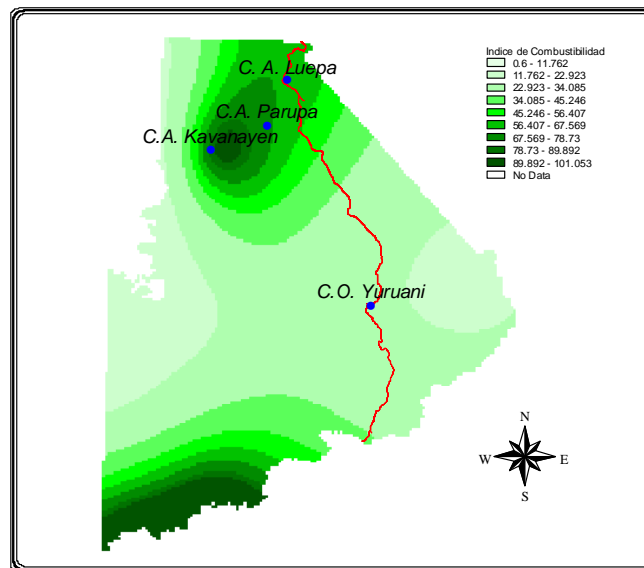 C. A. Luepa
C.A. Parupa
C.A. Kavanayen
C.O. Yuruani
Indice de Combustibilidad
0.6 - 11.762
11.762 - 22.923
22.923 - 34.085
34.085 - 45.246
45.246 - 56.407
56.407 - 67.569
67.569 - 78.73
78.73 - 89.892
89.892 - 101.053
No Data
N
W E
S